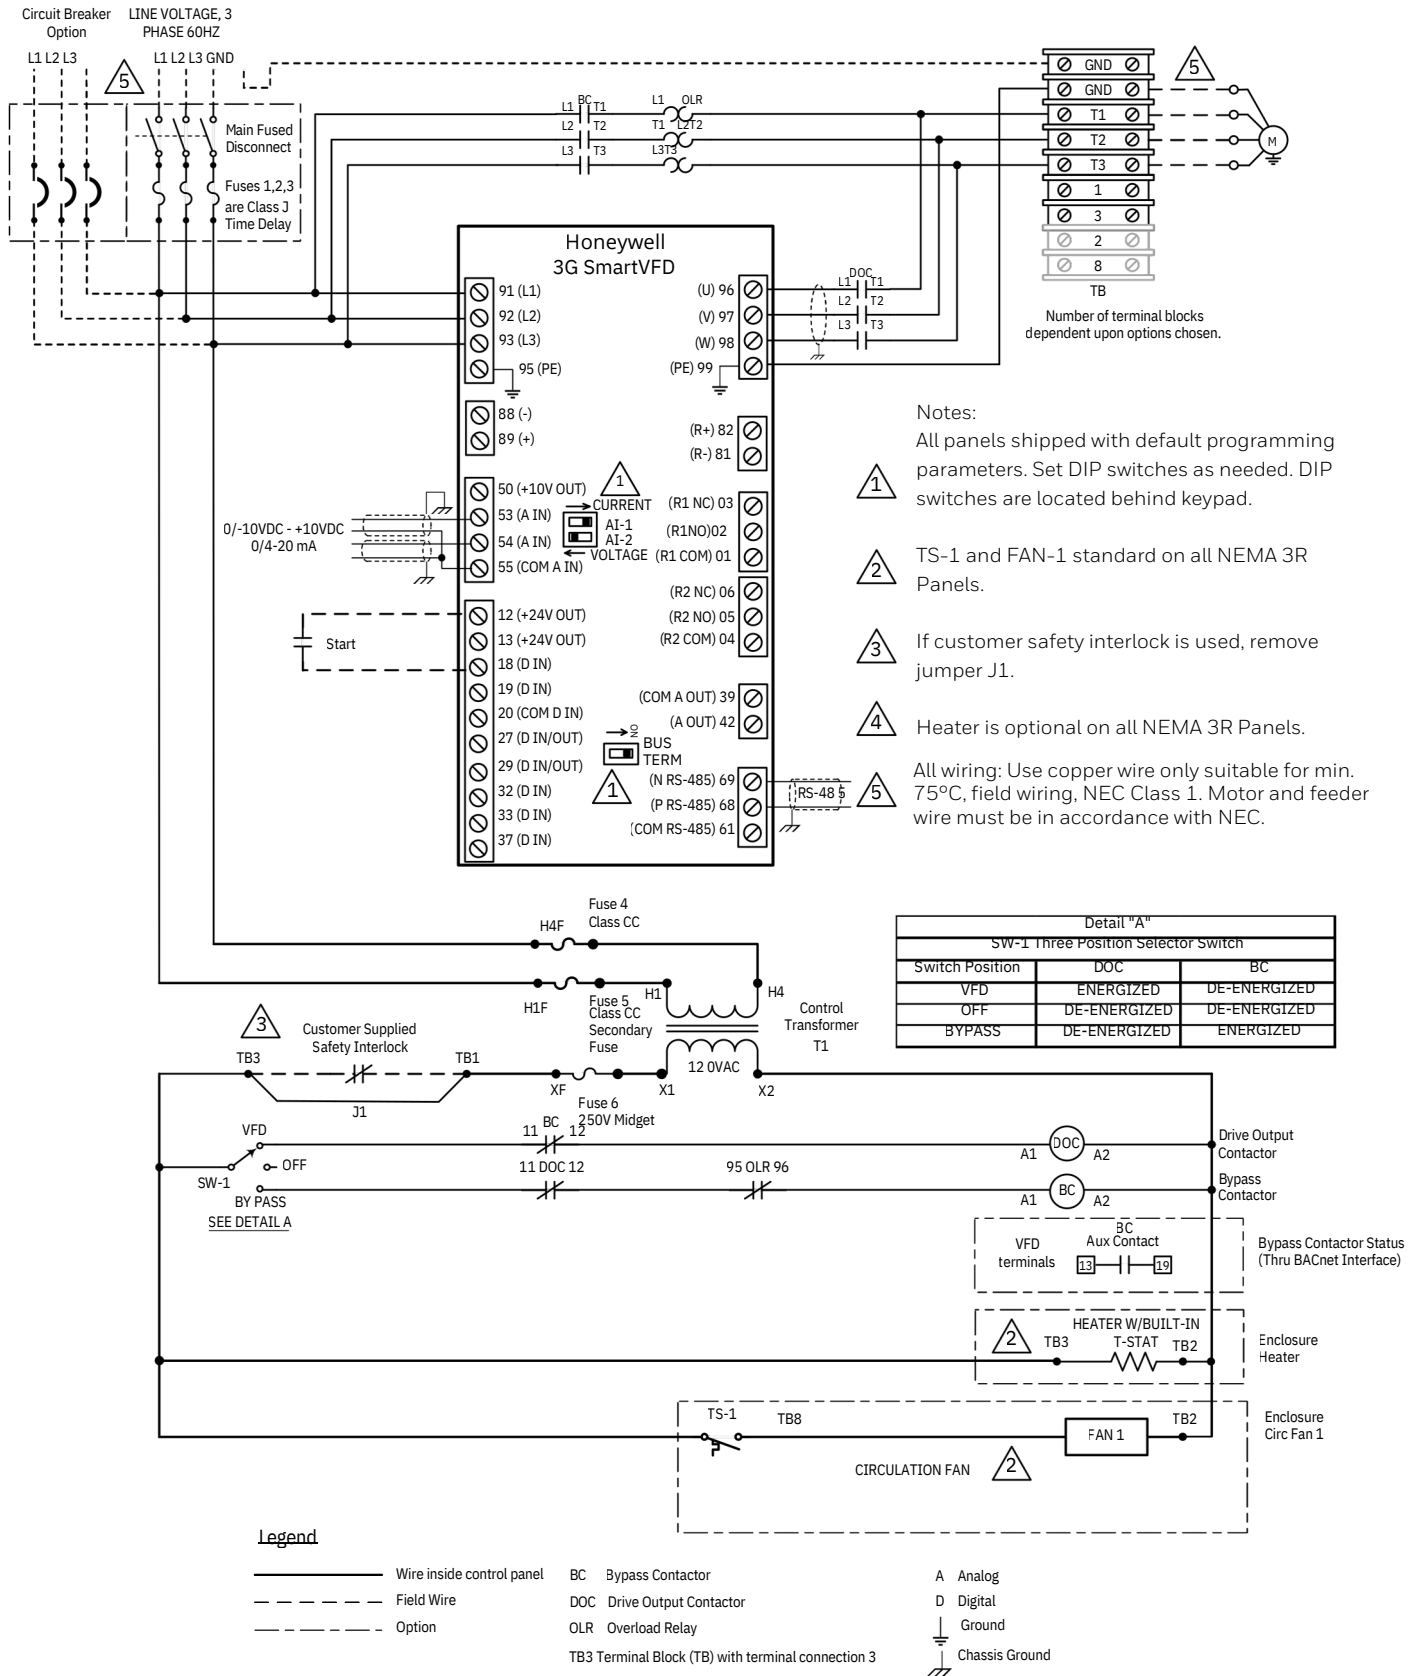 Circuit Breaker
Option
LINE VOLTAGE, 3
PHASE 60HZ
L1 L2 L3
L1 L2 L3 GND
5
Main Fused
Disconnect
Fuses 1,2,3
are Class J
Time Delay
L1 BC T1
L2 T2
L3 T3
L1 OLR
T1 L2T2
L3T3
GND
GND
T1
T2
T3
1
3
2
8
TB
5
M
Number of terminal blocks
dependent upon options chosen.
Honeywell
3G SmartVFD
91 (L1)
92 (L2)
93 (L3)
95 (PE)
88 (-)
89 (+)
50 (+10V OUT)
53 (A IN)
54 (A IN)
55 (COM A IN)
12 (+24V OUT)
13 (+24V OUT)
18 (D IN)
19 (D IN)
20 (COM D IN)
27 (D IN/OUT)
29 (D IN/OUT)
32 (D IN)
33 (D IN)
37 (D IN)
1
CURRENT
AI-1
AI-2
VOLTAGE
ON
BUS
TERM
1
(U) 96
(V) 97
(W) 98
(PE) 99
(R+) 82
(R-) 81
(R1 NC) 03
(R1NO)02
(R1 COM) 01
(R2 NC) 06
(R2 NO) 05
(R2 COM) 04
(COM A OUT) 39
(A OUT) 42
(N RS-485) 69
(P RS-485) 68
(COM RS-485) 61
RS-48 5
DOC
L1 T1
L2 T2
L3 T3
0/-10VDC - +10VDC
0/4-20 mA
Start
Notes:
1
All panels shipped with default programming
parameters. Set DIP switches as needed. DIP
switches are located behind keypad.
2
TS-1 and FAN-1 standard on all NEMA 3R
Panels.
3
If customer safety interlock is used, remove
jumper J1.
4
Heater is optional on all NEMA 3R Panels.
5
All wiring: Use copper wire only suitable for min.
75°C, field wiring, NEC Class 1. Motor and feeder
wire must be in accordance with NEC.
Detail "A"
SW-1 Three Position Selector Switch
Switch Position DOC BC
VFD ENERGIZED DE-ENERGIZED
OFF DE-ENERGIZED DE-ENERGIZED
BYPASS DE-ENERGIZED ENERGIZED
Fuse 4
Class CC
H4F
H1F
Fuse 5
Class CC
Secondary
Fuse
H1
H4
Control
Transformer
T1
12 0VAC
3
Customer Supplied
Safety Interlock
TB3
TB1
J1
XF
X1
X2
Fuse 6
250V Midget
VFD
OFF
SW-1
BY PASS
SEE DETAIL A
11 BC 12
DOC
A1
A2
Drive Output
Contactor
11 DOC 12
95 OLR 96
BC
A1
A2
Bypass
Contactor
VFD
terminals
BC
Aux Contact
13
19
Bypass Contactor Status
(Thru BACnet Interface)
2
HEATER W/BUILT-IN
TB3 T-STAT TB2
Enclosure
Heater
TS-1
TB8
FAN 1
TB2
CIRCULATION FAN
2
Enclosure
Circ Fan 1
Legend
Wire inside control panel
Field Wire
Option
BC Bypass Contactor
DOC Drive Output Contactor
OLR Overload Relay
TB3 Terminal Block (TB) with terminal connection 3
A Analog
D Digital
Ground
Chassis Ground